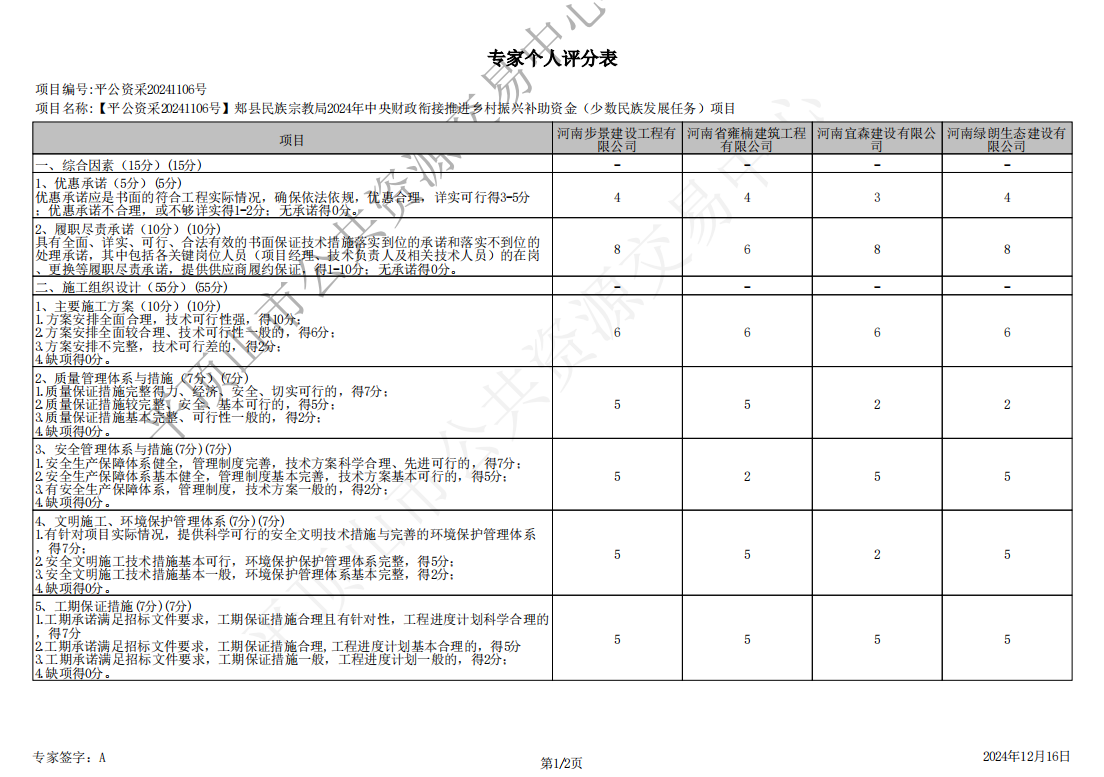 专家个人评分表
项目编号:平公资采20241106号
项目名称:【平公资采20241106号】郏县民族宗教局2024年中央财政衔接推进乡村振兴补助资金（少数民族发展任务）项目
项目
河南步景建设工程有
限公司
河南省雍楠建筑工程
有限公司
河南宜森建设有限公
司
河南绿朗生态建设有
限公司
一、综合因素（15分）(15分)
- - - -
1、优惠承诺（5分）(5分)
优惠承诺应是书面的符合工程实际情况，确保依法依规，优惠合理，详实可行得3-5分
；优惠承诺不合理，或不够详实得1-2分；无承诺得0分。
4 4 3 4
2、履职尽责承诺（10分）(10分)
具有全面、详实、可行、合法有效的书面保证技术措施落实到位的承诺和落实不到位的
处理承诺，其中包括各关键岗位人员（项目经理、技术负责人及相关技术人员）的在岗
、更换等履职尽责承诺，提供供应商履约保证，得1-10分；无承诺得0分。
8 6 8 8
二、施工组织设计（55分）(55分)
- - - -
1、主要施工方案（10分）(10分)
1.方案安排全面合理，技术可行性强，得10分；
2.方案安排全面较合理、技术可行性一般的，得6分；
3.方案安排不完整，技术可行差的，得2分；
4.缺项得0分。
6 6 6 6
2、质量管理体系与措施（7分）(7分)
1.质量保证措施完整得力、经济、安全、切实可行的，得7分；
2.质量保证措施较完整、安全、基本可行的，得5分；
3.质量保证措施基本完整、可行性一般的，得2分；
4.缺项得0分。
5 5 2 2
3、安全管理体系与措施(7分)(7分)
1.安全生产保障体系健全，管理制度完善，技术方案科学合理、先进可行的，得7分；
2.安全生产保障体系基本健全，管理制度基本完善，技术方案基本可行的，得5分；
3.有安全生产保障体系，管理制度，技术方案一般的，得2分；
4.缺项得0分。
5 2 5 5
4、文明施工、环境保护管理体系(7分)(7分)
1.有针对项目实际情况，提供科学可行的安全文明技术措施与完善的环境保护管理体系
，得7分；
2.安全文明施工技术措施基本可行，环境保护保护管理体系完整，得5分；
3.安全文明施工技术措施基本一般，环境保护管理体系基本完整，得2分；
4.缺项得0分。
5 5 2 5
5、工期保证措施(7分)(7分)
1.工期承诺满足招标文件要求，工期保证措施合理且有针对性，工程进度计划科学合理的
，得7分
2.工期承诺满足招标文件要求，工期保证措施合理,工程进度计划基本合理的，得5分
3.工期承诺满足招标文件要求，工期保证措施一般，工程进度计划一般的，得2分；
4.缺项得0分。
5 5 5 5
平顶山市公共资源交易中心
平顶山市公共资源交易中心
专家签字：A
第1/2页
2024年12月16日